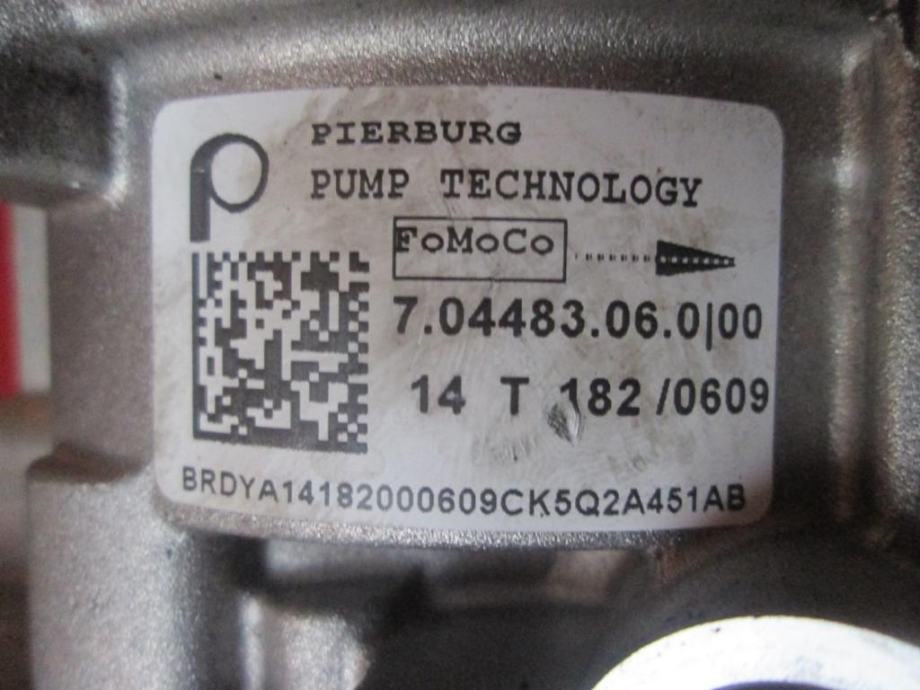 PIERBURG
PUMP TECHNOLOGY
FoMoCo
7.04483.06.0|00
14 T 182 /0609
BRDYA14182000609CK5Q2A451AB